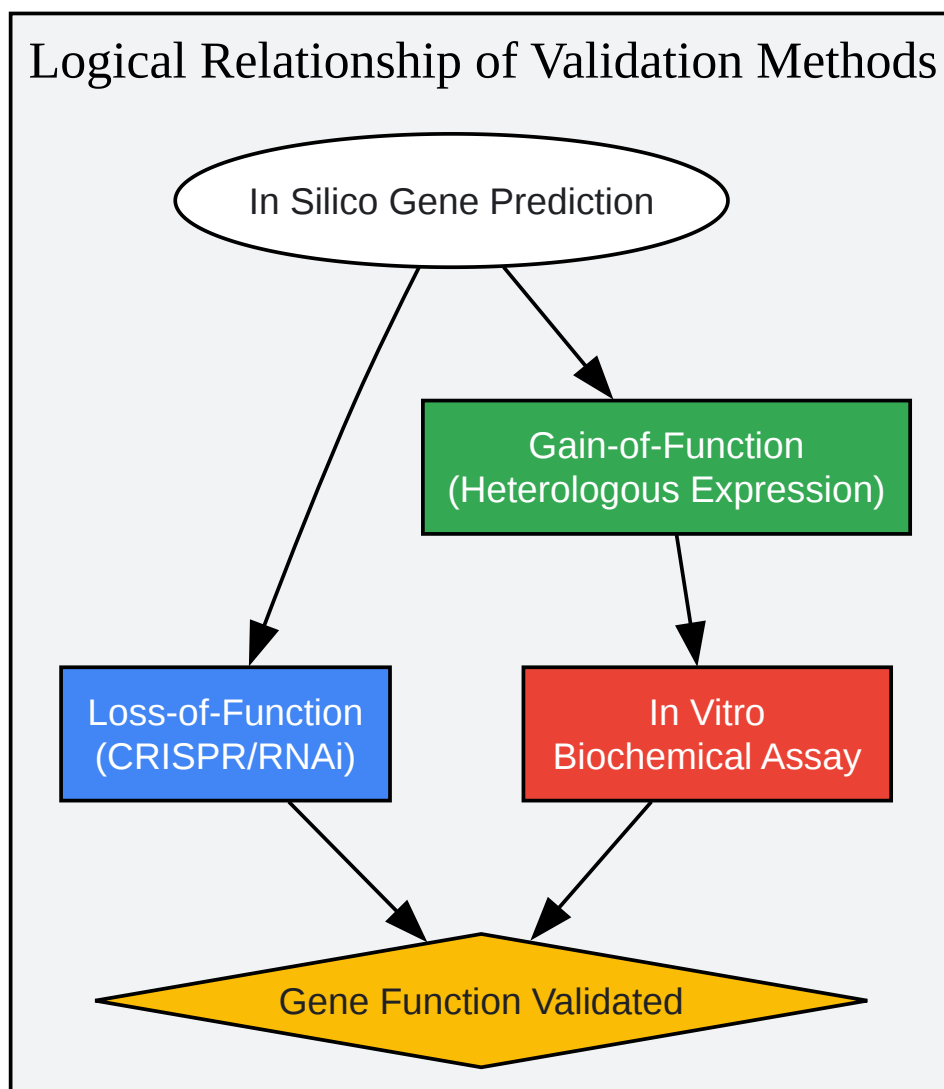 Logical Relationship of Validation Methods
In Silico Gene Prediction
Gain-of-Function
(Heterologous Expression)
Loss-of-Function
(CRISPR/RNAi)
In Vitro
Biochemical Assay
Gene Function Validated